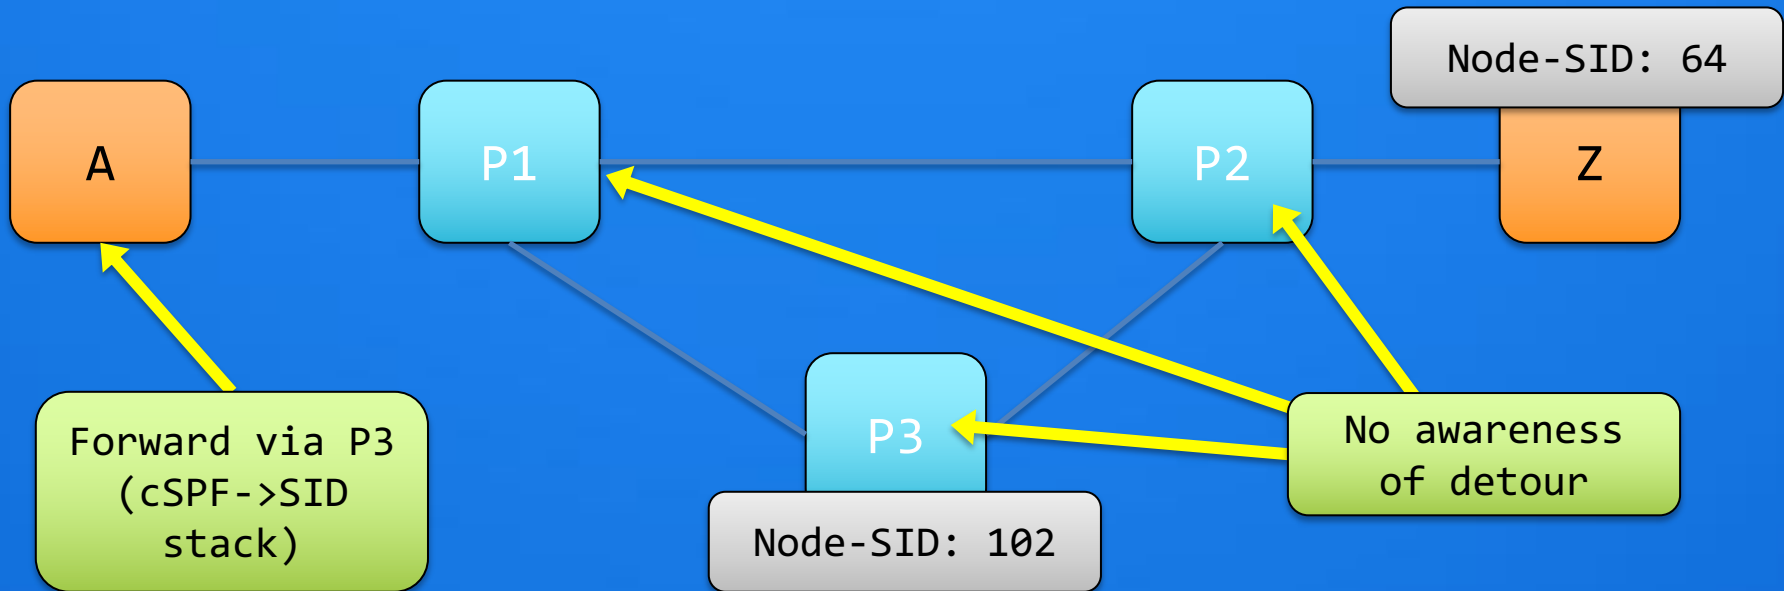 Node-SID: 64
A
P1
P2
Z
P3
Forward via P3
(cSPF->SID
stack)
No awareness
of detour
Node-SID: 102